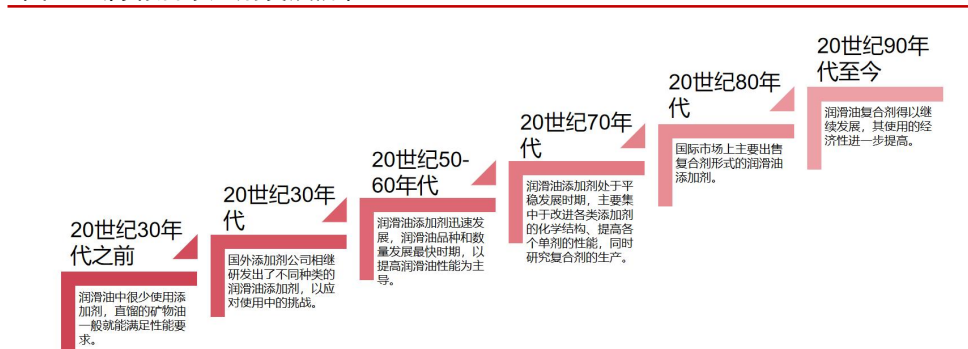 20世纪30年
代之前
润滑油中很少使用添
加剂，直馏的矿物油
一般就能满足性能要
求。
20世纪30年
代
国外添加剂公司相继
研发出了不同种类的
润滑油添加剂，以应
对使用中的挑战。
20世纪50-
60年代
润滑油添加剂迅速发
展，润滑油品种和数
量发展最快时期，以
提高润滑油性能为主
导。
20世纪70年
代
润滑油添加剂处于平
稳发展时期，主要集
中于改进各类添加剂
的化学结构、提高各
个单剂的性能，同时
研究复合剂的生产。
20世纪80年
代
国际市场上主要出售
复合剂形式的润滑油
添加剂。
20世纪90年
代至今
润滑油复合剂得以继
续发展，其使用的经
济性进一步提高。